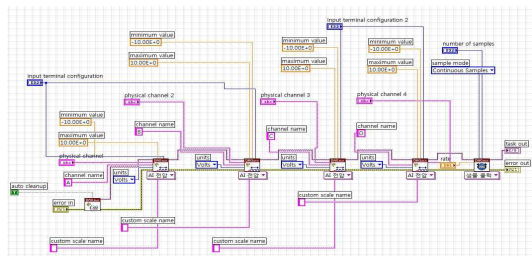 Input terminal configuration 2
minimum value
-10.00E+0
minimum value
-10.00E+0
minimum value
-10.00E+0
number of samples
maximum value
10.00E+0
maximum value
10.00E+0
maximum value
10.00E+0
sample mode
Continuous Samples
Input terminal configuration
physical channel 2
physical channel 3
physical channel 4
minimum value
-10.00E+0
channel name
channel name
channel name
maximum value
10.00E+0
task out
physical channel
units
Volts
units
Volts
units
Volts
rate
error out
channel name
A
units
Volts
AI 전압
AI 전압
AI 전압
AI 전압
샘플 클럭
auto cleanup
error in
custom scale name
custom scale name
custom scale name
custom scale name